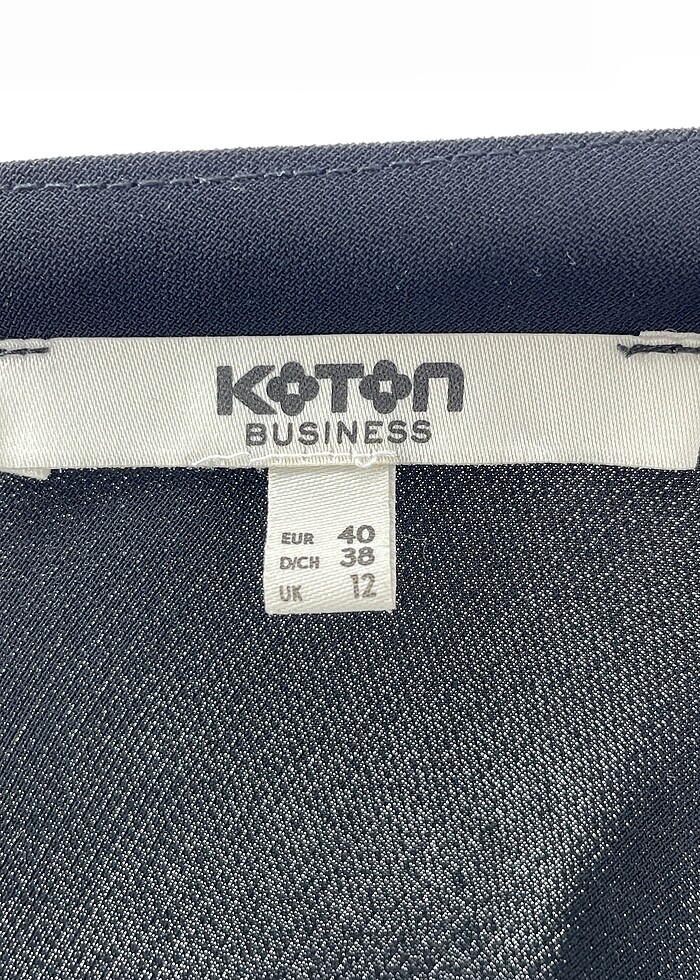 KOTON
BUSINESS
EUR 40
D/CH 38
UK 12